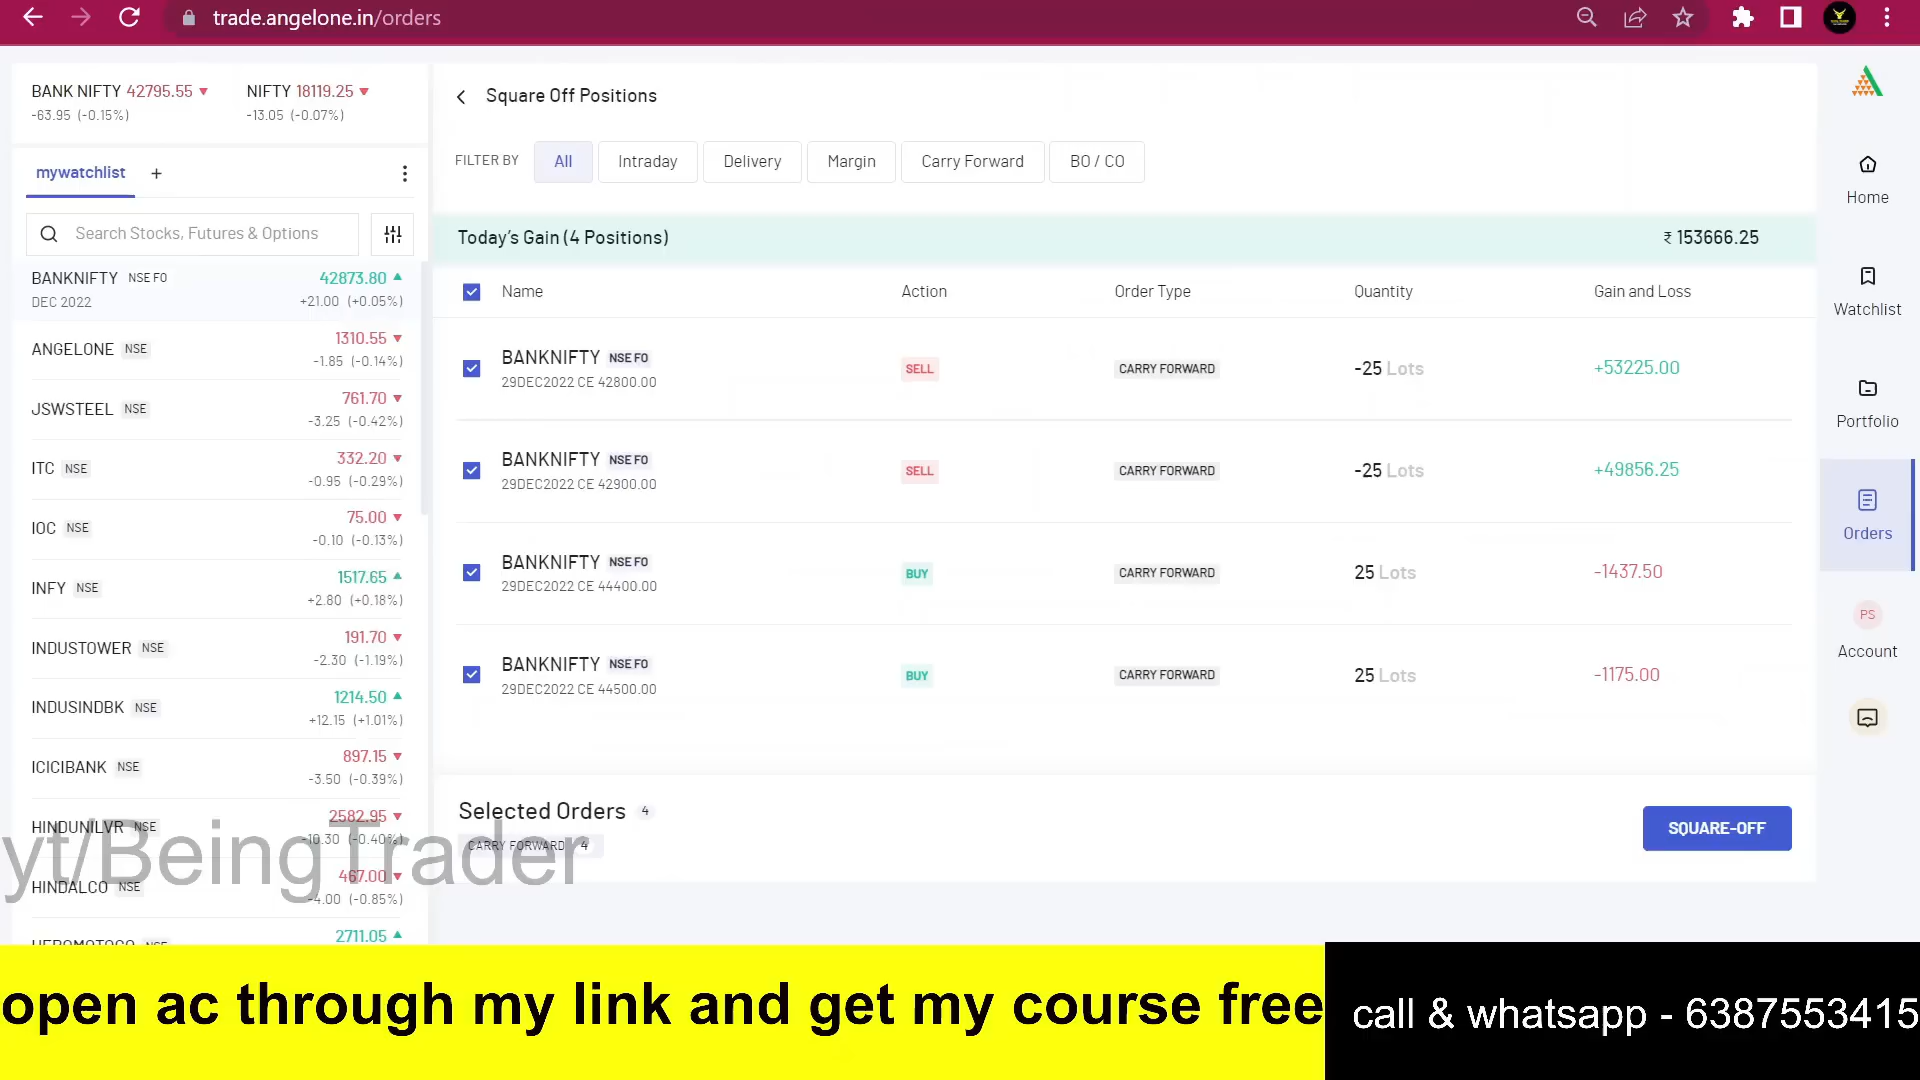 trade.angelone.in/orders
BANK NIFTY 42795.55
-63.95 (-0.15%)
NIFTY 18119.25
-13.05 (-0.07%)
mywatchlist +
Search Stocks, Futures & Options
BANKNIFTY NSE FO 42873.80
DEC 2022 +21.00 (+0.05%)
ANGELONE NSE 1310.55
-1.85 (-0.14%)
JSWSTEEL NSE 761.70
-3.25 (-0.42%)
ITC NSE 332.20
-0.95 (-0.29%)
IOC NSE 75.00
-0.10 (-0.13%)
INFY NSE 1517.65
+2.80 (+0.18%)
INDUSTOWER NSE 191.70
-2.30 (-1.19%)
INDUSINDBK NSE 1214.50
+12.15 (+1.01%)
ICICIBANK NSE 897.15
-3.50 (-0.39%)
HINDUNILVR NSE 2582.95
-10.30 (-0.40%)
HINDALCO NSE 467.00
-4.00 (-0.85%)
HEROMOTOCO NSE 2711.05
Square Off Positions
FILTER BY All Intraday Delivery Margin Carry Forward BO / CO
Today's Gain (4 Positions) ₹ 153666.25
Name Action Order Type Quantity Gain and Loss
BANKNIFTY NSE FO
29DEC2022 CE 42800.00
SELL CARRY FORWARD -25 Lots +53225.00
BANKNIFTY NSE FO
29DEC2022 CE 42900.00
SELL CARRY FORWARD -25 Lots +49856.25
BANKNIFTY NSE FO
29DEC2022 CE 44400.00
BUY CARRY FORWARD 25 Lots -1437.50
BANKNIFTY NSE FO
29DEC2022 CE 44500.00
BUY CARRY FORWARD 25 Lots -1175.00
Selected Orders 4
CARRY FORWARD 4
SQUARE-OFF
Home
Watchlist
Portfolio
Orders
PS
Account
yt/BeingTrader
open ac through my link and get my course free
call & whatsapp - 6387553415